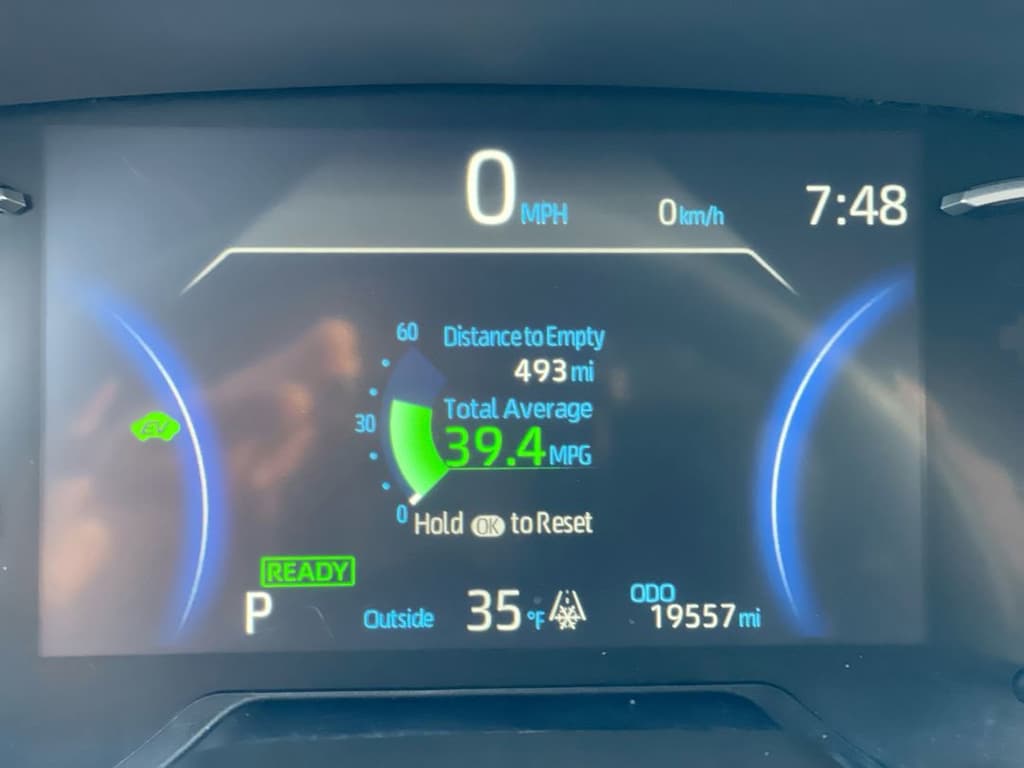 0 MPH 0 km/h 7:48
60 Distance to Empty
493 mi
Total Average
30 39.4 MPG
EV
0 Hold OK to Reset
READY
P Outside 35 °F ODO 19557 mi